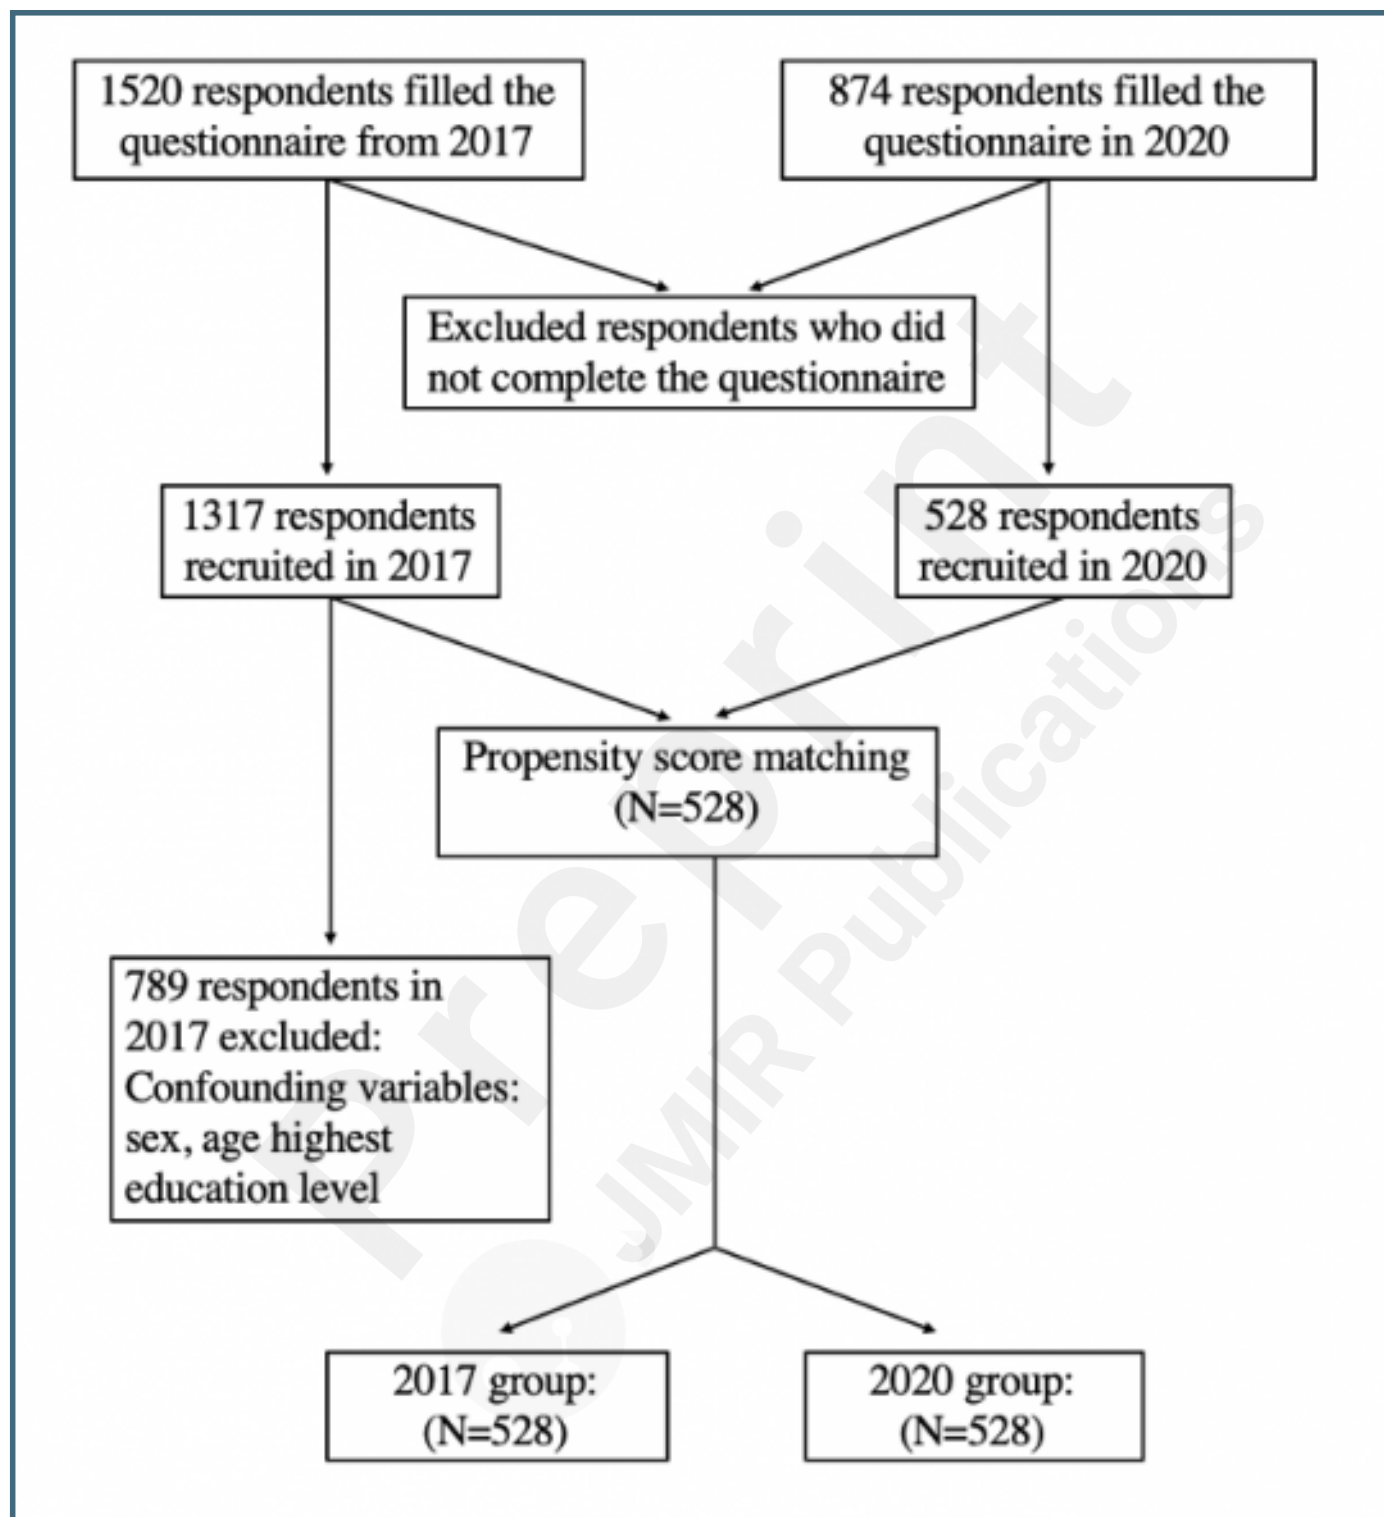 1520 respondents filled the
questionnaire from 2017
874 respondents filled the
questionnaire in 2020
Excluded respondents who did
not complete the questionnaire
1317 respondents
recruited in 2017
528 respondents
recruited in 2020
Propensity score matching
(N=528)
789 respondents in
2017 excluded:
Confounding variables:
sex, age highest
education level
2017 group:
(N=528)
2020 group:
(N=528)
Preprint
JMIR Publications